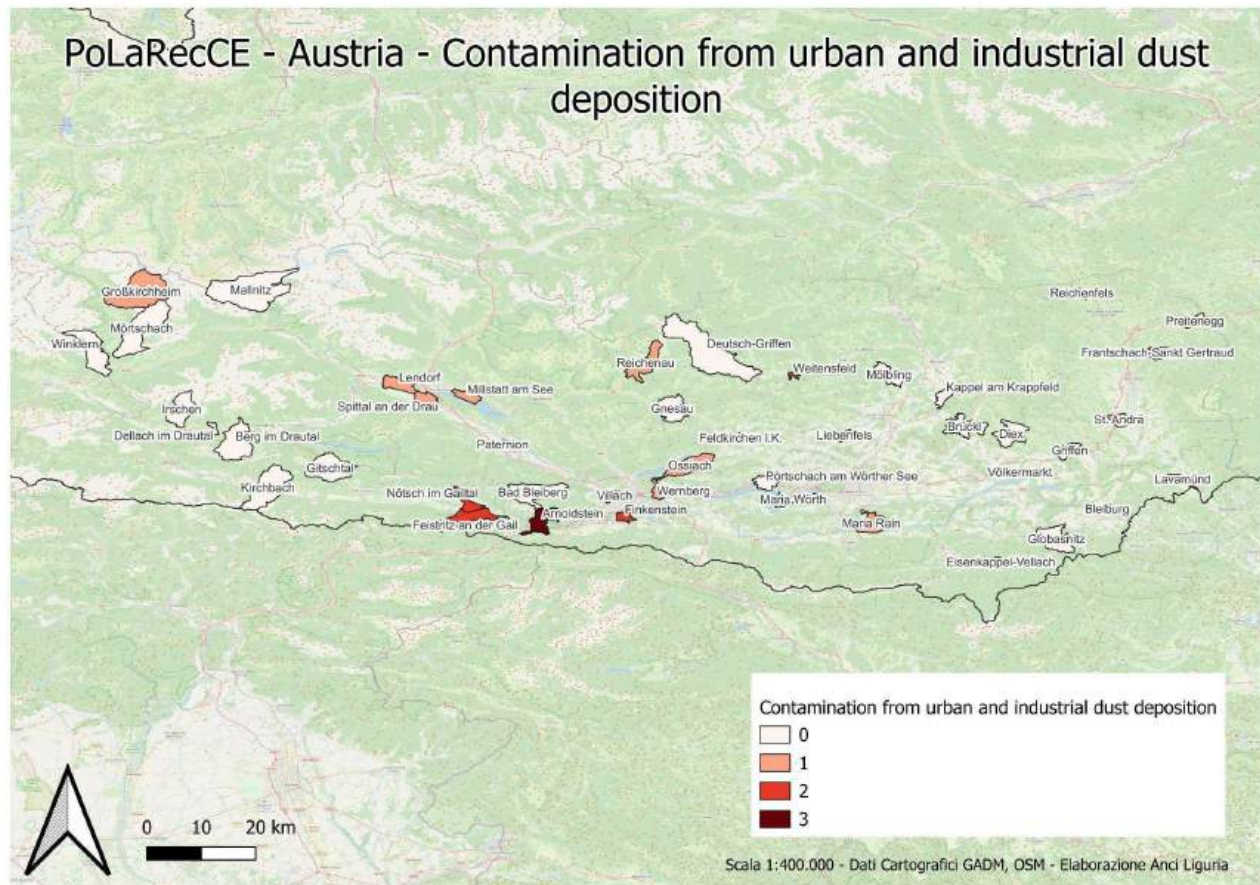 PoLaRecCE - Austria - Contamination from urban and industrial dust
deposition
Großkirchheim
Mallnitz
Mörtschach
Winklern
Reichenfels
Preitenegg
Deutsch-Griffen
Frantschach-Sankt Gertraud
Reichenau
Weitensfeld
Mölbling
Lendorf
Millstatt am See
Kappel am Krappfeld
Spittal an der Drau
Irschen
Gnesau
St. Andrä
Dellach im Drautal
Berg im Drautal
Feldkirchen i.K.
Liebenfels
Brückl
Diex
Paternion
Griffen
Gitschtal
Ossiach
Völkermarkt
Kirchbach
Pörtschach am Wörther See
Lavamünd
Nötsch im Gailtal
Bad Bleiberg
Villach
Wernberg
Maria Wörth
Arnoldstein
Finkenstein
Bleiburg
Feistritz an der Gail
Maria Rain
Globasnitz
Eisenkappel-Vellach
Contamination from urban and industrial dust deposition
0
1
2
3
0 10 20 km
Scala 1:400.000 - Dati Cartografici GADM, OSM - Elaborazione Anci Liguria